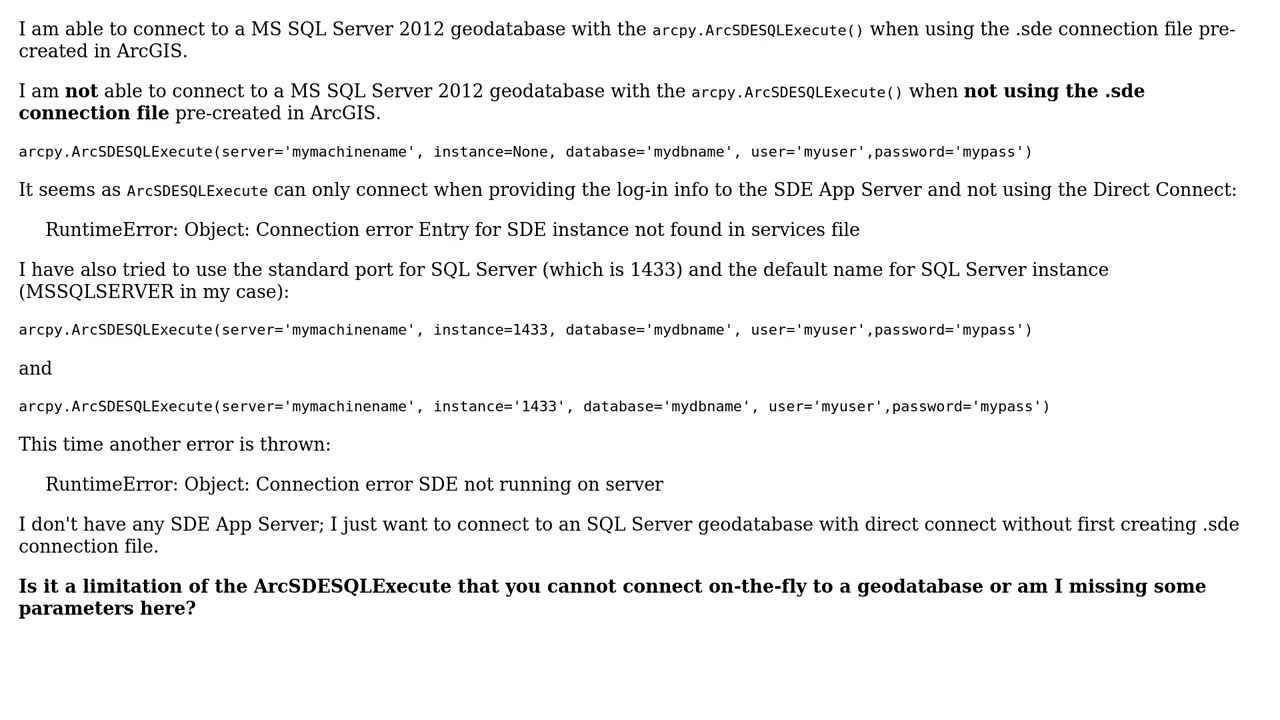 I am able to connect to a MS SQL Server 2012 geodatabase with the arcpy.ArcSDESQLExecute() when using the .sde connection file pre-
created in ArcGIS.
I am not able to connect to a MS SQL Server 2012 geodatabase with the arcpy.ArcSDESQLExecute() when not using the .sde
connection file pre-created in ArcGIS.
arcpy.ArcSDESQLExecute(server='mymachinename', instance=None, database='mydbname', user='myuser',password='mypass')
It seems as ArcSDESQLExecute can only connect when providing the log-in info to the SDE App Server and not using the Direct Connect:
RuntimeError: Object: Connection error Entry for SDE instance not found in services file
I have also tried to use the standard port for SQL Server (which is 1433) and the default name for SQL Server instance
(MSSQLSERVER in my case):
arcpy.ArcSDESQLExecute(server='mymachinename', instance=1433, database='mydbname', user='myuser',password='mypass')
and
arcpy.ArcSDESQLExecute(server='mymachinename', instance='1433', database='mydbname', user='myuser',password='mypass')
This time another error is thrown:
RuntimeError: Object: Connection error SDE not running on server
I don't have any SDE App Server; I just want to connect to an SQL Server geodatabase with direct connect without first creating .sde
connection file.
Is it a limitation of the ArcSDESQLExecute that you cannot connect on-the-fly to a geodatabase or am I missing some
parameters here?